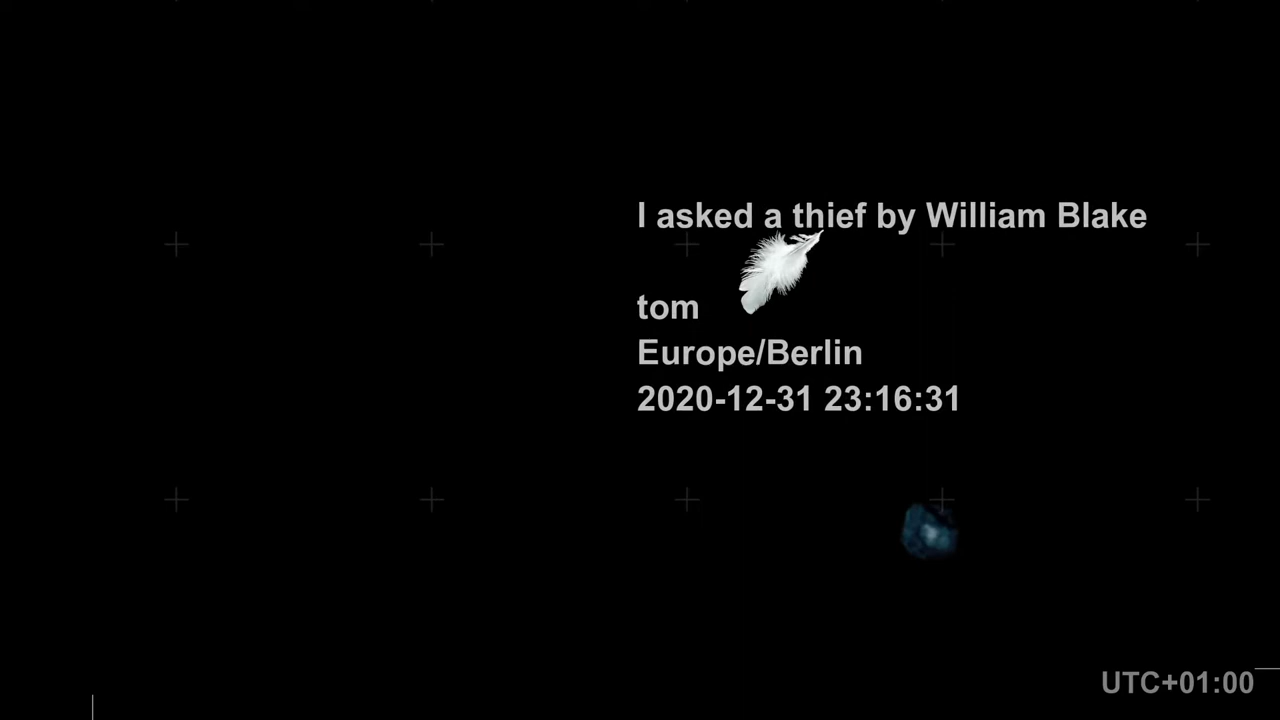 I asked a thief by William Blake
tom
Europe/Berlin
2020-12-31 23:16:31
UTC+01:00